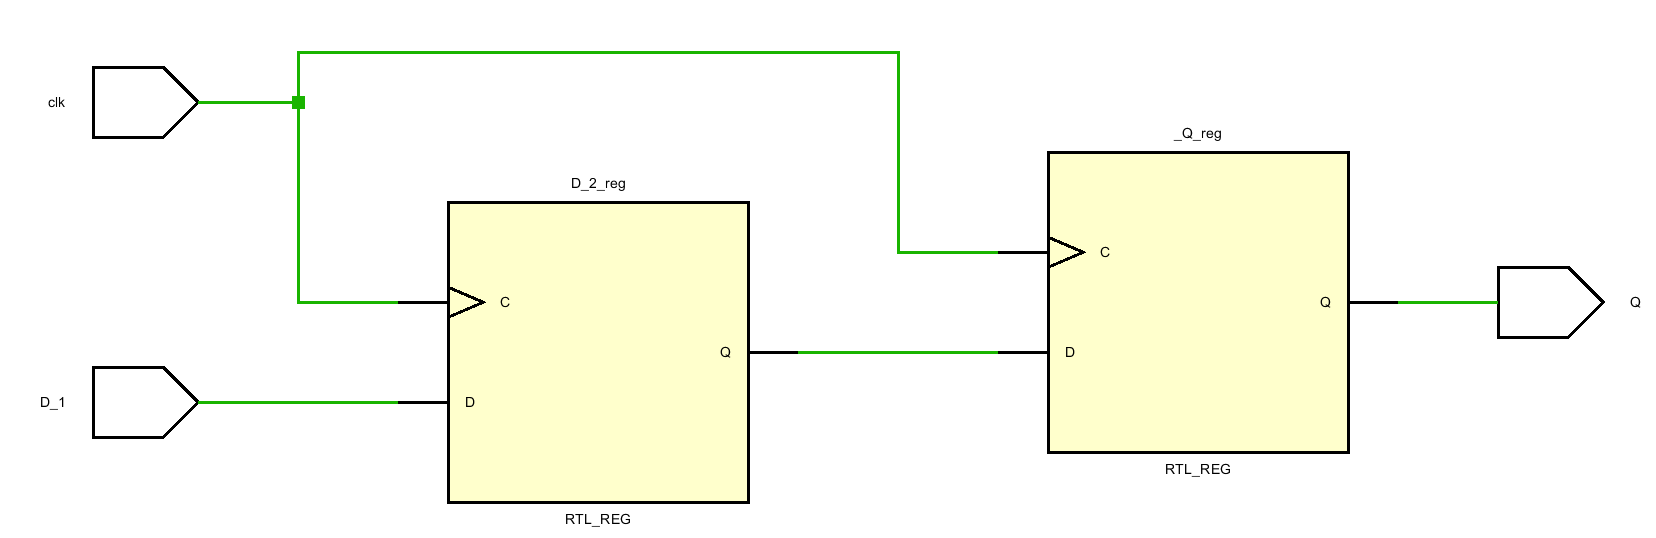 clk
D_1
D_2_reg
C
D
Q
RTL_REG
_Q_reg
C
D
Q
RTL_REG
Q